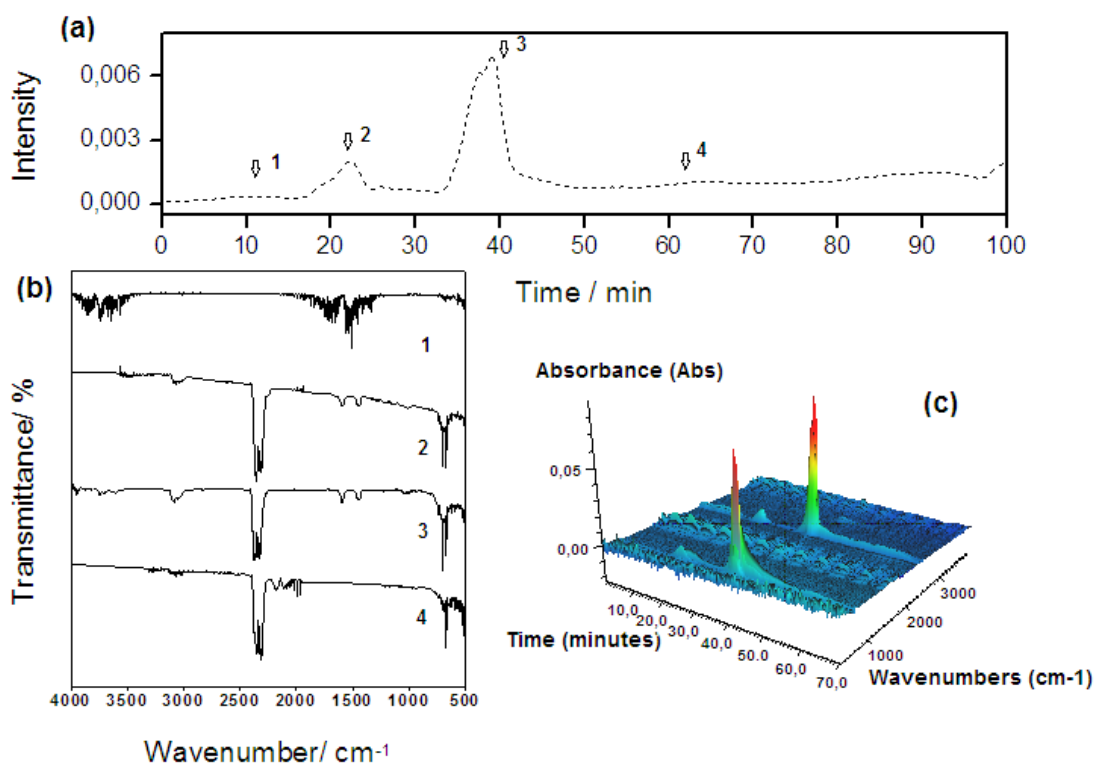 (a)
Intensity
0,006
0,003
0,000
1
2
3
4
0 10 20 30 40 50 60 70 80 90 100
Time / min
(b)
Transmittance/ %
1
2
3
4
4000 3500 3000 2500 2000 1500 1000 500
Wavenumber/ cm-1
(c)
Absorbance (Abs)
0,05
0,00
10,0 20,0 30,0 40,0 50.0 60,0 70,0
Time (minutes)
1000 2000 3000
Wavenumbers (cm-1)